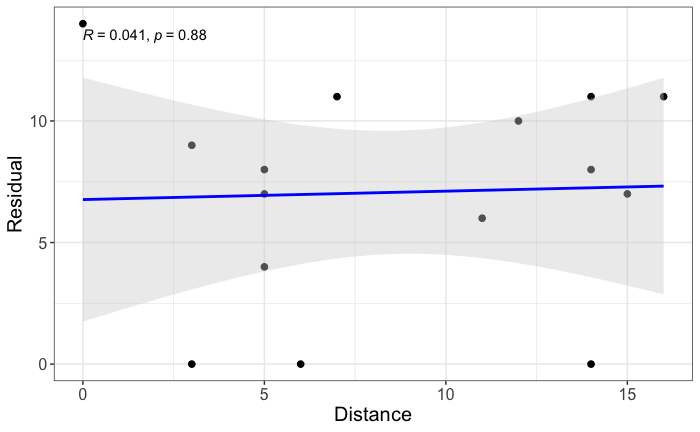 R = 0.041, p = 0.88
10
5
0
Residual
0 5 10 15
Distance